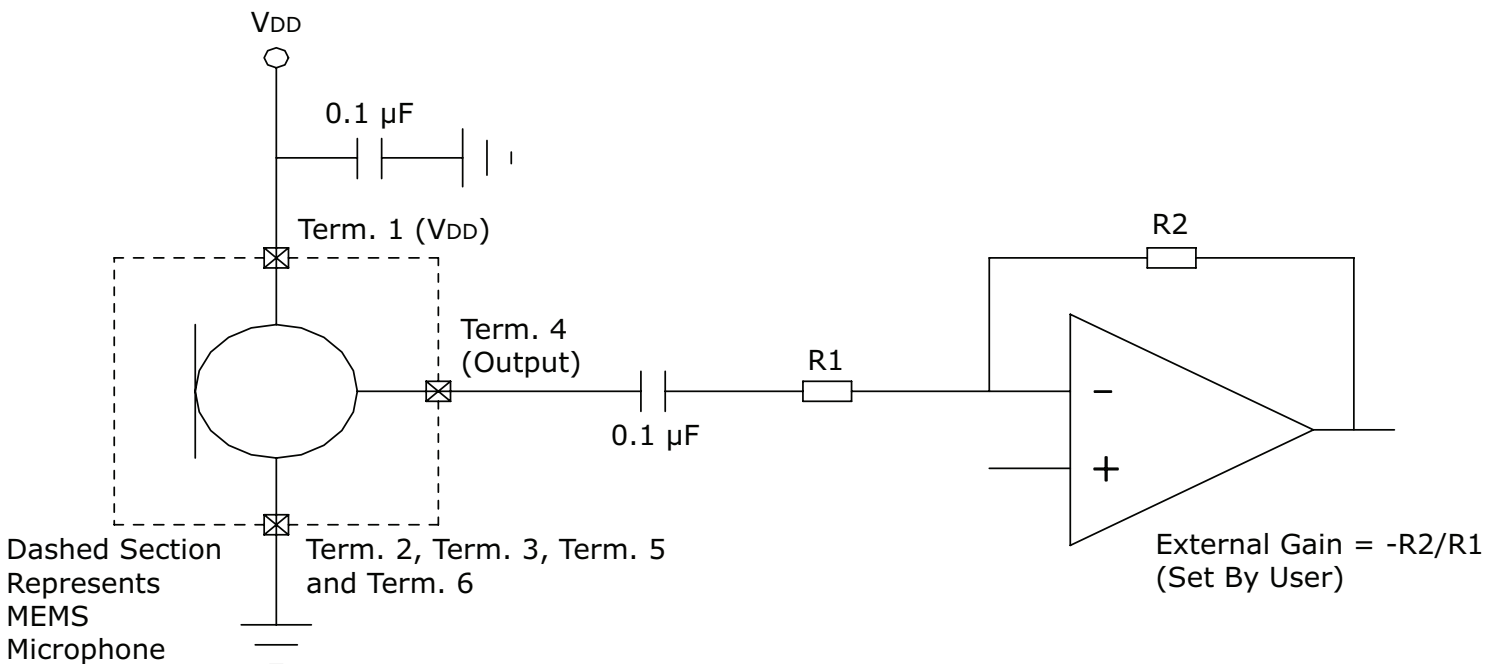 VDD
0.1 µF
Term. 1 (VDD)
R2
Term. 4
(Output)
R1
0.1 µF
−
+
Dashed Section
Represents
MEMS
Microphone
Term. 2, Term. 3, Term. 5
and Term. 6
External Gain = -R2/R1
(Set By User)